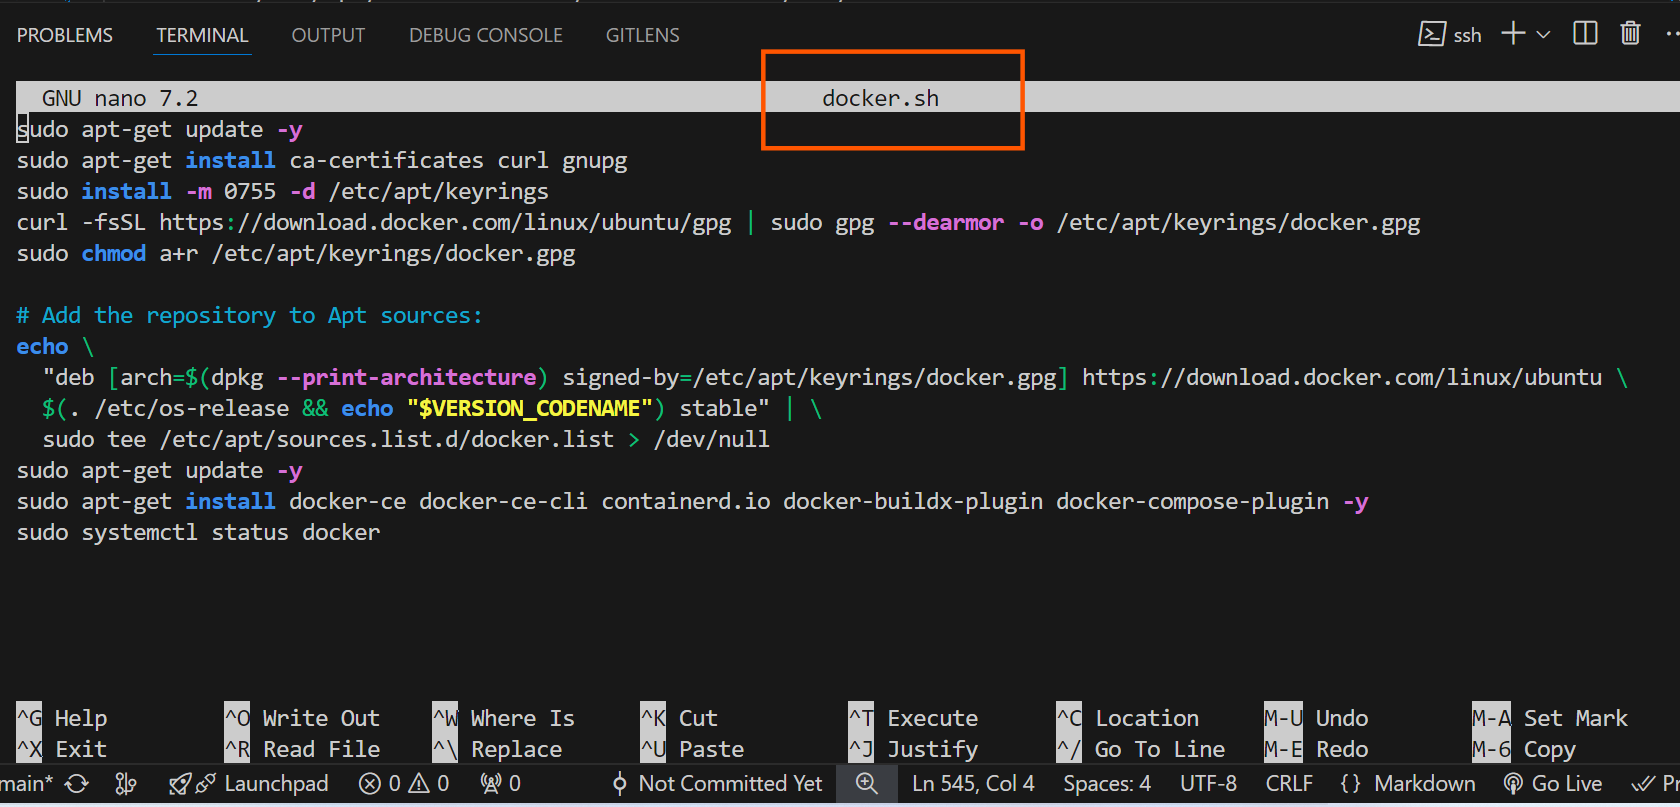 PROBLEMS TERMINAL OUTPUT DEBUG CONSOLE GITLENS ssh
GNU nano 7.2 docker.sh
sudo apt-get update -y
sudo apt-get install ca-certificates curl gnupg
sudo install -m 0755 -d /etc/apt/keyrings
curl -fsSL https://download.docker.com/linux/ubuntu/gpg | sudo gpg --dearmor -o /etc/apt/keyrings/docker.gpg
sudo chmod a+r /etc/apt/keyrings/docker.gpg
# Add the repository to Apt sources:
echo \
"deb [arch=$(dpkg --print-architecture) signed-by=/etc/apt/keyrings/docker.gpg] https://download.docker.com/linux/ubuntu \
$(. /etc/os-release && echo "$VERSION_CODENAME") stable" | \
sudo tee /etc/apt/sources.list.d/docker.list > /dev/null
sudo apt-get update -y
sudo apt-get install docker-ce docker-ce-cli containerd.io docker-buildx-plugin docker-compose-plugin -y
sudo systemctl status docker
^G Help ^O Write Out ^W Where Is ^K Cut ^T Execute ^C Location M-U Undo M-A Set Mark
^X Exit ^R Read File ^\ Replace ^U Paste ^J Justify ^/ Go To Line M-E Redo M-6 Copy
main* Launchpad 0 0 0 Not Committed Yet Ln 545, Col 4 Spaces: 4 UTF-8 CRLF {} Markdown Go Live